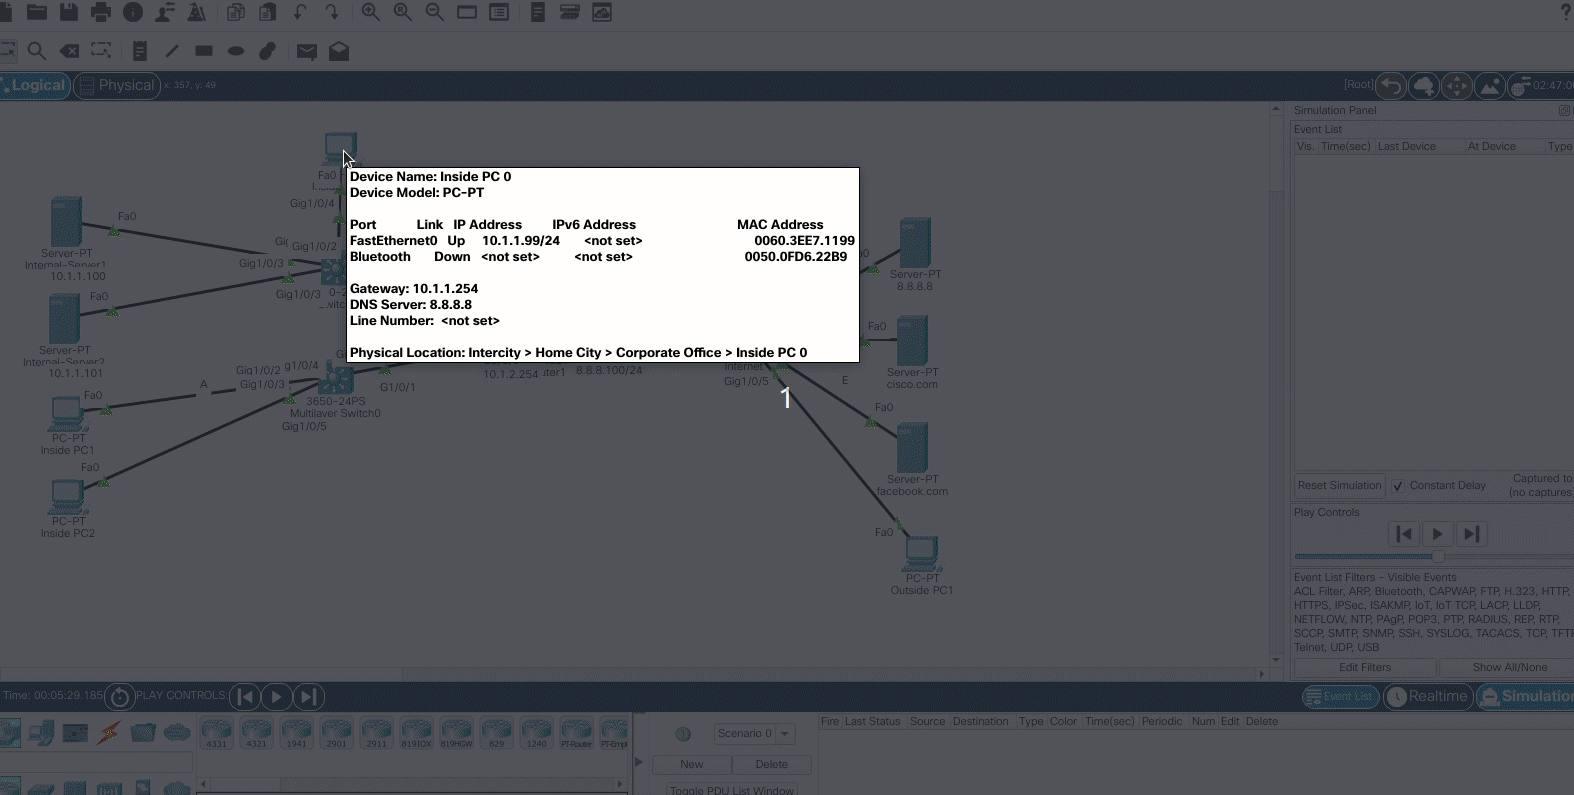 ?
Logical
Physical
x: 357, y: 49
[Root]
Simulation Panel
Event List
Vis. Time(sec) Last Device At Device Type
Fa0
Gig1/0/4
Device Name: Inside PC 0
Device Model: PC-PT
Port Link IP Address IPv6 Address MAC Address
FastEthernet0 Up 10.1.1.99/24 <not set> 0060.3EE7.1199
Bluetooth Down <not set> <not set> 0050.0FD6.22B9
Gateway: 10.1.1.254
DNS Server: 8.8.8.8
Line Number: <not set>
Physical Location: Intercity > Home City > Corporate Office > Inside PC 0
Fa0
Server-PT
Internal-Server1
10.1.1.100
Gig1/0/2
Gig1/0/3
Fa0
Gig1/0/3
Server-PT
Internal-Server2
10.1.1.101
Server-PT
8.8.8.8
Fa0
Server-PT
cisco.com
Gig1/0/2
g1/0/4
Gig1/0/3
A
G1/0/1
10.1.2.254
8.8.8.100/24
Internet
Gig1/0/5
E
1
Fa0
PC-PT
Inside PC1
3650-24PS
Multilayer Switch0
Gig1/0/5
Fa0
Server-PT
facebook.com
Fa0
PC-PT
Inside PC2
Fa0
PC-PT
Outside PC1
Reset Simulation
Constant Delay
Captured to
(no captures)
Play Controls
Event List Filters - Visible Events
ACL Filter, ARP, Bluetooth, CAPWAP, FTP, H.323, HTTP,
HTTPS, IPSec, ISAKMP, IoT, IoT TCP, LACP, LLDP,
NETFLOW, NTP, PAgP, POP3, PTP, RADIUS, REP, RTP,
SCCP, SMTP, SNMP, SSH, SYSLOG, TACACS, TCP, TFTP
Telnet, UDP, USB
Edit Filters
Show All/None
Time: 00:05:29.185
PLAY CONTROLS:
Event List
Realtime
Simulation
4331 4321 1941 2901 2911 819IOX 819HGW 829 1240 PT-Router PT-Empt
Scenario 0
New
Delete
Toggle PDU List Window
Fire Last Status Source Destination Type Color Time(sec) Periodic Num Edit Delete